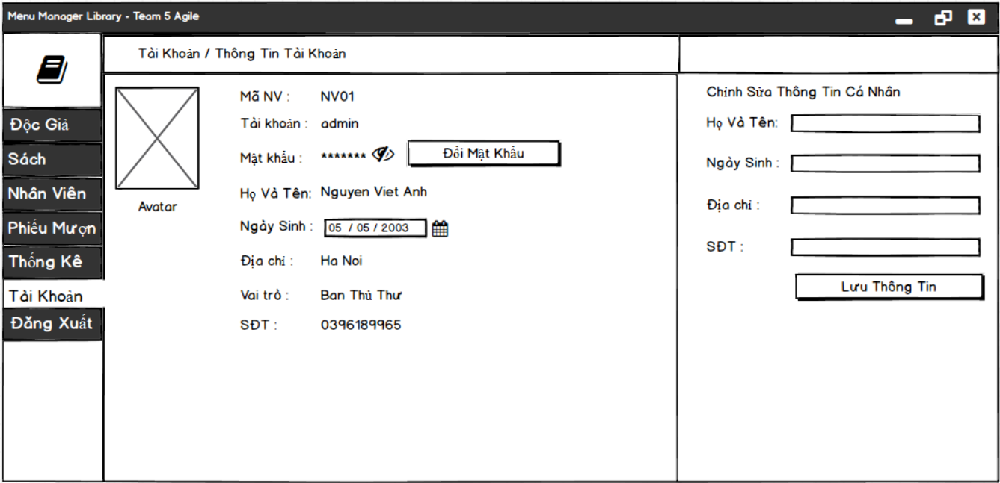 Menu Manager Library - Team 5 Agile
Tài Khoản / Thông Tin Tài Khoản
Độc Giả
Sách
Nhân Viên
Phiếu Mượn
Thống Kê
Tài Khoản
Đăng Xuất
Avatar
Mã NV : NV01
Tài khoản : admin
Mật khẩu : ******* Đổi Mật Khẩu
Họ Và Tên: Nguyen Viet Anh
Ngày Sinh : 05 / 05 / 2003
Địa chỉ : Ha Noi
Vai trò : Ban Thủ Thư
SĐT : 0396189965
Chỉnh Sửa Thông Tin Cá Nhân
Họ Và Tên:
Ngày Sinh :
Địa chỉ :
SĐT :
Lưu Thông Tin